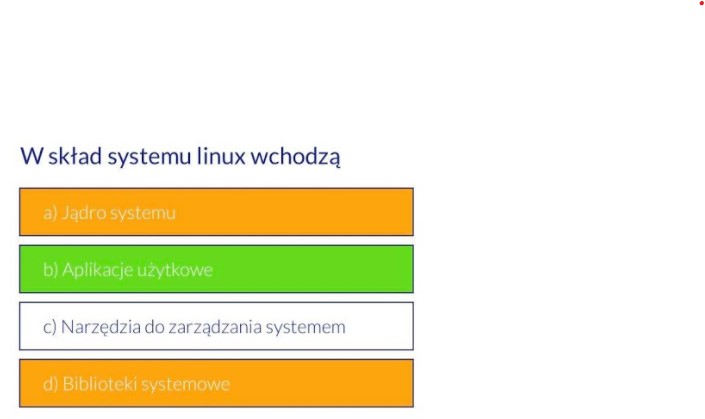 W skład systemu linux wchodzą
a) Jądro systemu
b) Aplikacje użytkowe
c) Narzędzia do zarządzania systemem
d) Biblioteki systemowe